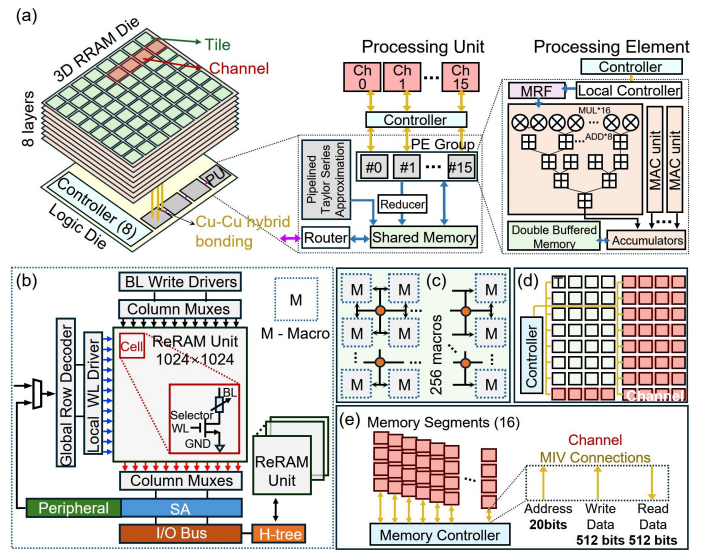 (a)
3D RRAM Die
Tile
Channel
8 layers
Controller (8)
Logic Die
PU
Cu-Cu hybrid
bonding
Processing Unit
Ch
0
Ch
1
...
Ch
15
Controller
PE Group
#0
#1
...
#15
Pipelined
Taylor Series
Approximation
Reducer
Router
Shared Memory
Processing Element
Controller
MRF
Local Controller
MUL*16
...
...ADD*8
MAC unit
MAC unit
...
Double Buffered
Memory
Accumulators
(b)
BL Write Drivers
Column Muxes
Global Row Decoder
Local WL Driver
Cell
ReRAM Unit
1024×1024
BL
Selector
WL
GND
Column Muxes
Peripheral
SA
I/O Bus
H-tree
ReRAM
Unit
M
M - Macro
(c)
M
M
M
M
M
M
M
M
M
...
...
256 macros
(d)
Controller
Channel
(e)
Memory Segments (16)
...
Memory Controller
Channel
MIV Connections
Address
20bits
Write
Data
512 bits
Read
Data
512 bits